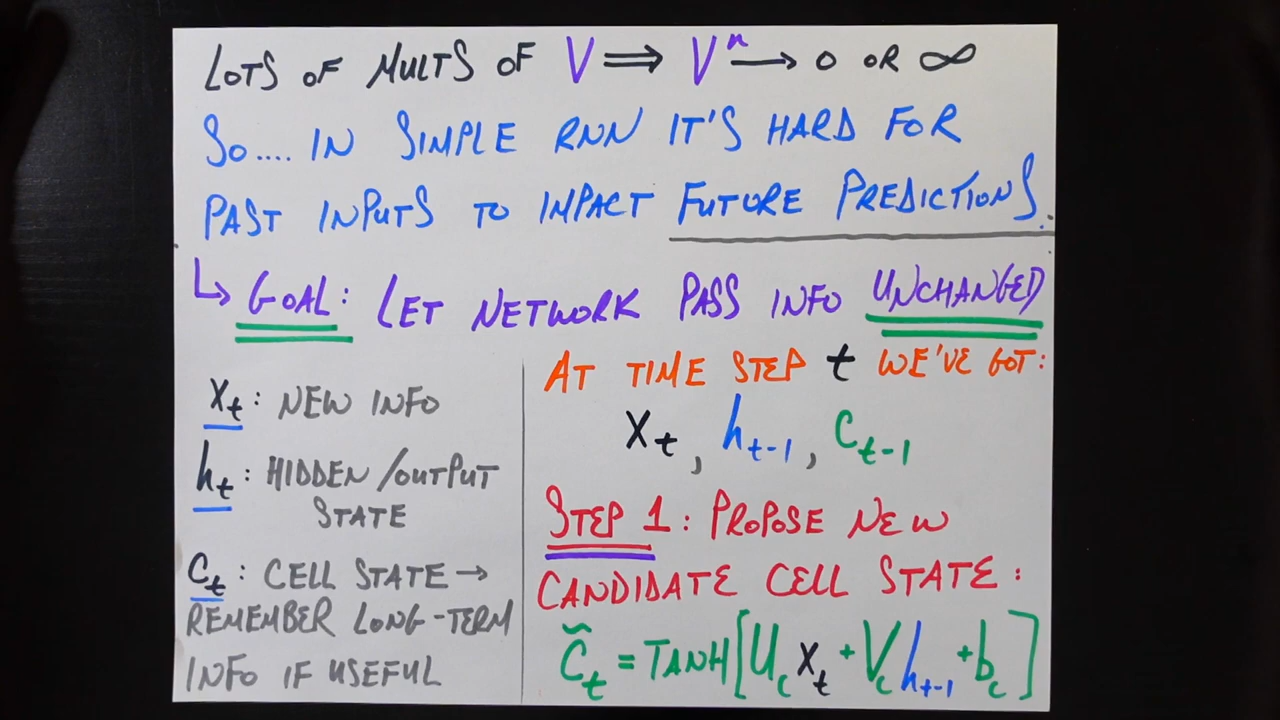 LOTS OF MULTS OF V ⟹ Vⁿ → 0 OR ∞
SO.... IN SIMPLE RNN IT'S HARD FOR
PAST INPUTS TO IMPACT FUTURE PREDICTIONS.
↳ GOAL: LET NETWORK PASS INFO UNCHANGED
X_t: NEW INFO
h_t: HIDDEN/OUTPUT
STATE
C_t: CELL STATE →
REMEMBER LONG-TERM
INFO IF USEFUL
AT TIME STEP t WE'VE GOT:
X_t, h_t-1, C_t-1
STEP 1: PROPOSE NEW
CANDIDATE CELL STATE:
C̃_t = TANH[U_c X_t + V_c h_t-1 + b_c]